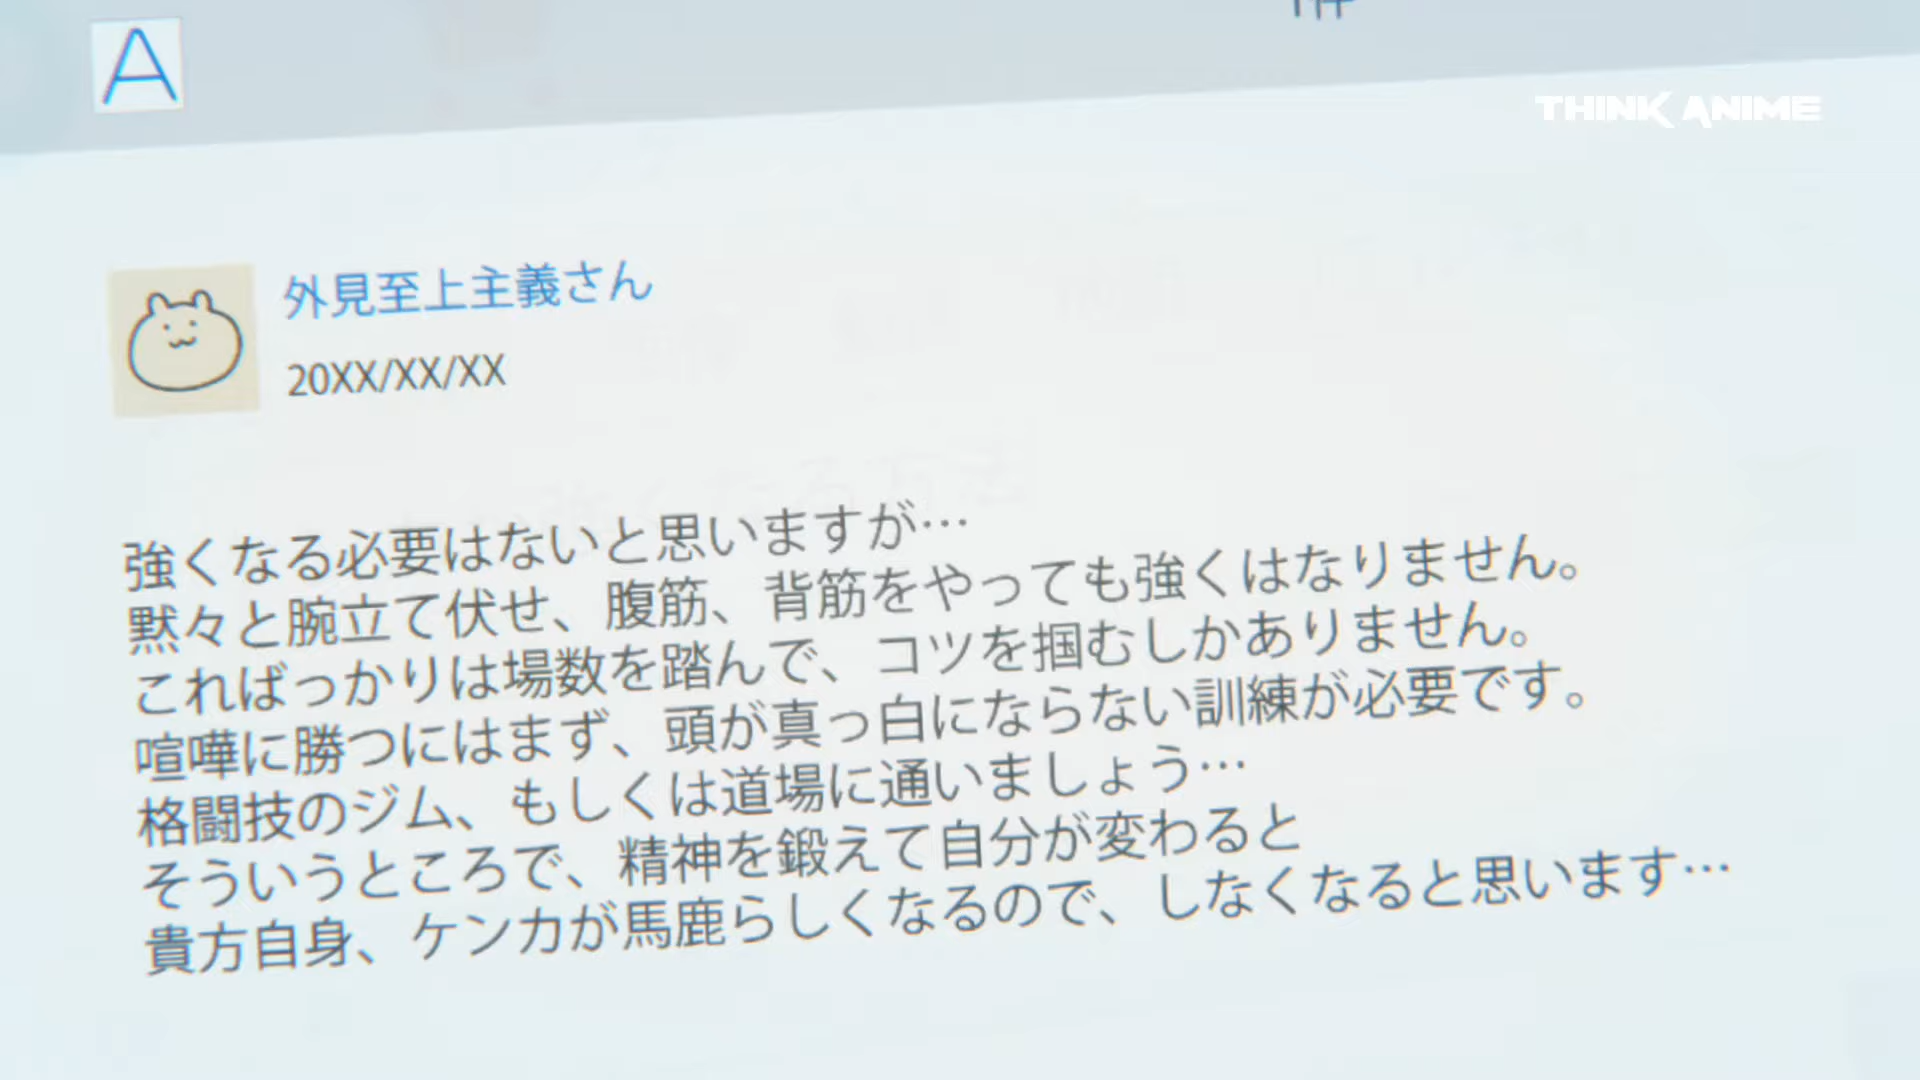 A
THINK ANIME
外見至上主義さん
20XX/XX/XX
強くなる必要はないと思いますが…
黙々と腕立て伏せ、腹筋、背筋をやっても強くはなりません。
こればっかりは場数を踏んで、コツを掴むしかありません。
喧嘩に勝つにはまず、頭が真っ白にならない訓練が必要です。
格闘技のジム、もしくは道場に通いましょう…
そういうところで、精神を鍛えて自分が変わると
貴方自身、ケンカが馬鹿らしくなるので、しなくなると思います…